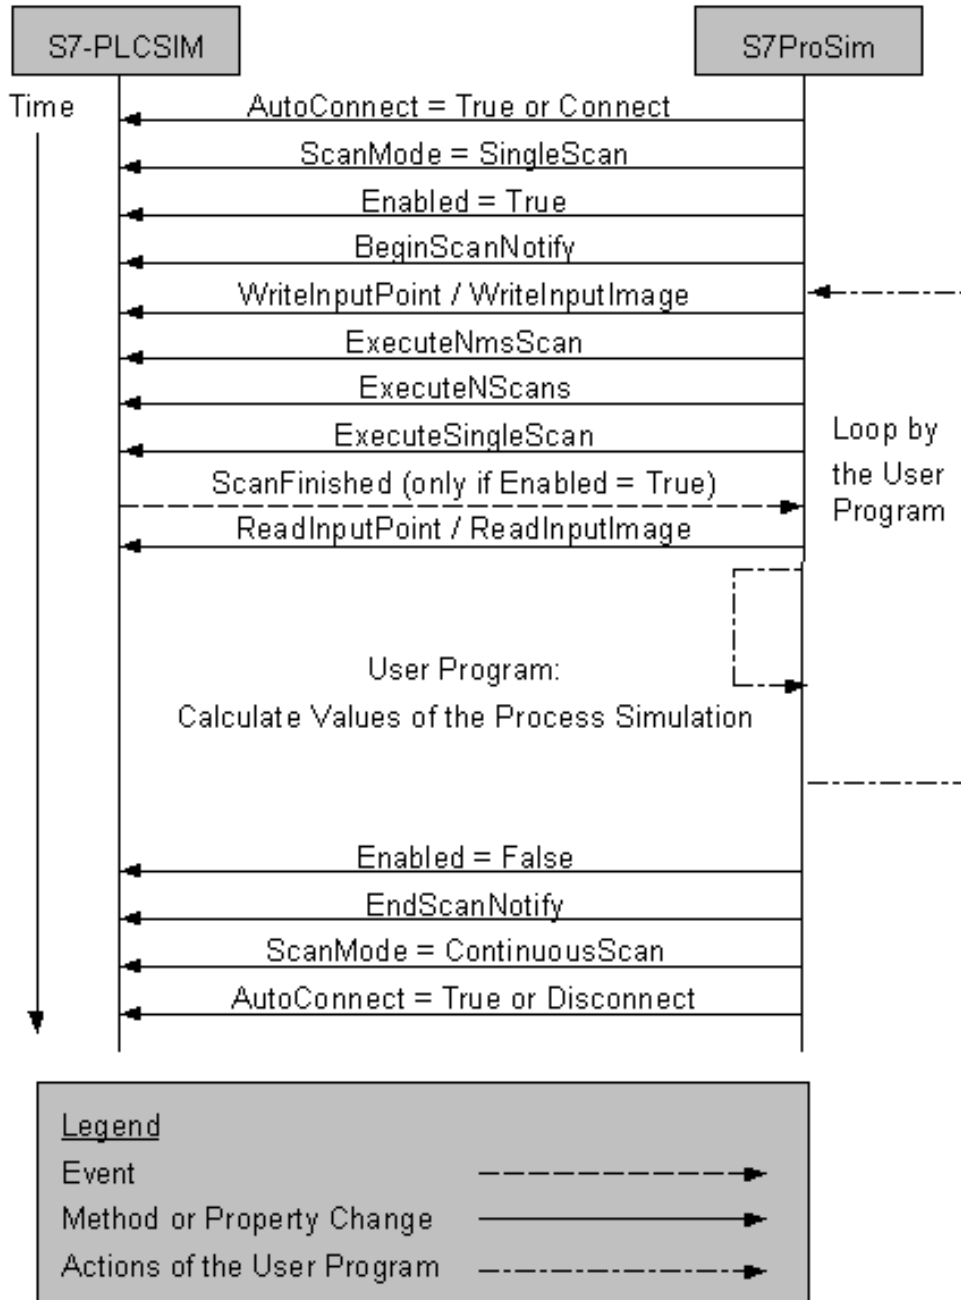 S7-PLCSIM
S7ProSim
Time
AutoConnect = True or Connect
ScanMode = SingleScan
Enabled = True
BeginScanNotify
WriteInputPoint / WriteInputImage
ExecuteNmsScan
ExecuteNScans
ExecuteSingleScan
Loop by
the User
Program
ScanFinished (only if Enabled = True)
ReadInputPoint / ReadInputImage
User Program:
Calculate Values of the Process Simulation
Enabled = False
EndScanNotify
ScanMode = ContinuousScan
AutoConnect = True or Disconnect
Legend
Event
Method or Property Change
Actions of the User Program